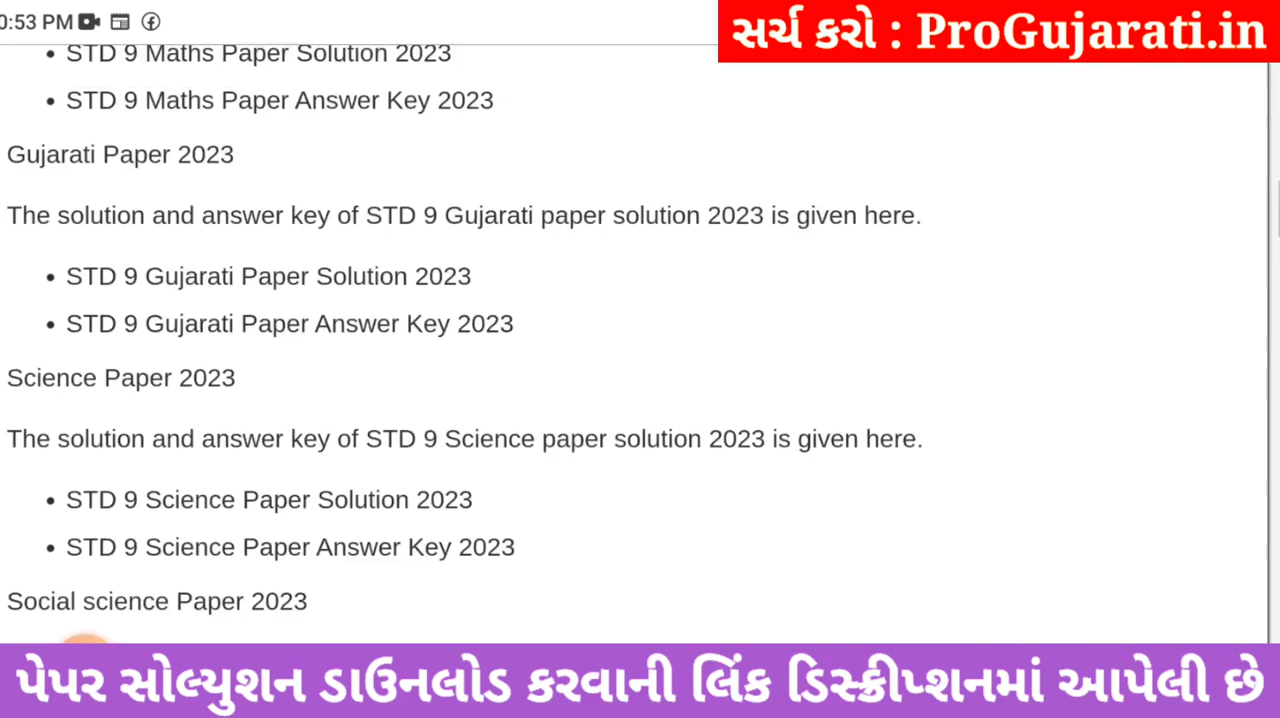 0:53 PM
સર્ચ કરો : ProGujarati.in
• STD 9 Maths Paper Solution 2023
• STD 9 Maths Paper Answer Key 2023
Gujarati Paper 2023
The solution and answer key of STD 9 Gujarati paper solution 2023 is given here.
• STD 9 Gujarati Paper Solution 2023
• STD 9 Gujarati Paper Answer Key 2023
Science Paper 2023
The solution and answer key of STD 9 Science paper solution 2023 is given here.
• STD 9 Science Paper Solution 2023
• STD 9 Science Paper Answer Key 2023
Social science Paper 2023
પેપર સોલ્યુશન ડાઉનલોડ કરવાની લિંક ડિસ્ક્રીપ્શનમાં આપેલી છે